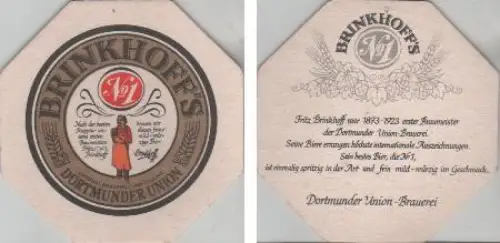 BRINKHOFF'S
No1
DORTMUNDER UNION
BRINKHOFF'S
No1
Fritz Brinkhoff war 1873-1923 erster Braumeister
der Dortmunder Union-Brauerei.
Seine Biere errangen höchste internationale Auszeichnungen.
Sein bestes Bier, die No1,
ist einmalig spritzig in der Art und fein mild-würzig im Geschmack.
Dortmunder Union-Brauerei